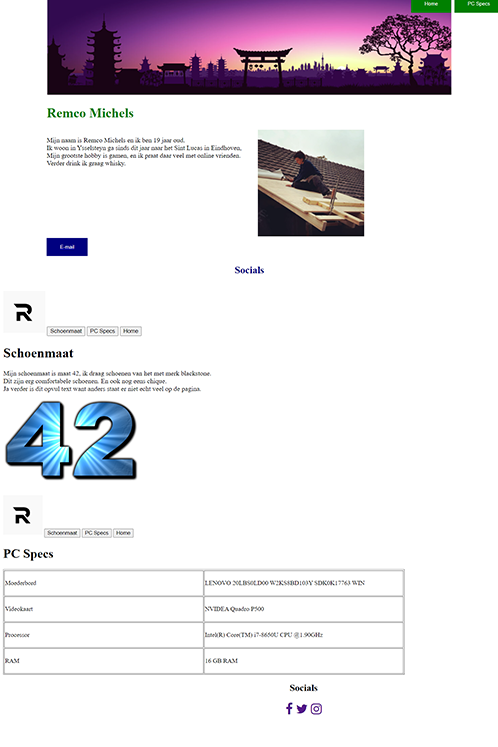 Home PC Specs
Remco Michels
Mijn naam is Remco Michels en ik ben 19 jaar oud.
Ik woon in Ysselsteyn ga sinds dit jaar naar het Sint Lucas in Eindhoven,
Mijn grootste hobby is gamen, en ik praat daar veel met online vrienden.
Verder drink ik graag whisky.
E-mail
Socials
R
Schoenmaat PC Specs Home
Schoenmaat
Mijn schoenmaat is maat 42, ik draag schoenen van het met merk blackstone.
Dit zijn erg comfortabele schoenen. En ook nog eens chique.
Ja verder is dit opvul text want anders staat er niet echt veel op de pagina.
42
R
Schoenmaat PC Specs Home
PC Specs
Moederbord LENOVO 20LBS0LD00 W2KS8BD103Y SDK0K17763 WIN
Videokaart NVIDEA Quadro P500
Processor Intel(R) Core(TM) i7-8650U CPU @1.90GHz
RAM 16 GB RAM
Socials